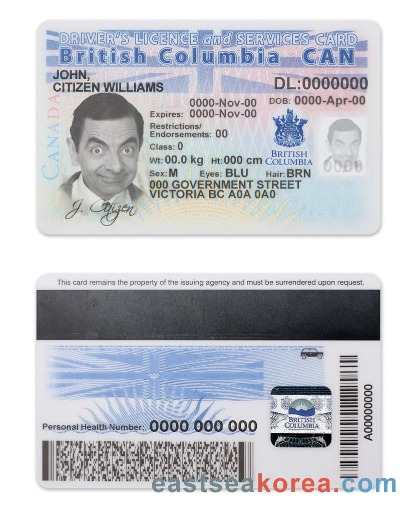 DRIVER'S LICENCE and SERVICES CARD
British Columbia CAN
JOHN,
CITIZEN WILLIAMS
DL:0000000
0000-Nov-00
DOB: 0000-Apr-00
Expires: 0000-Nov-00
Restrictions/
Endorsements: 00
Class: 0
Wt: 00.0 kg Ht: 000 cm
Sex: M Eyes: BLU Hair: BRN
000 GOVERNMENT STREET
VICTORIA BC A0A 0A0
CANADA
BRITISH
COLUMBIA
0000
J. Citizen
This card remains the property of the issuing agency and must be surrendered upon request.
Personal Health Number: 0000 000 000
BRITISH
COLUMBIA
A00000000
eastseakorea.com